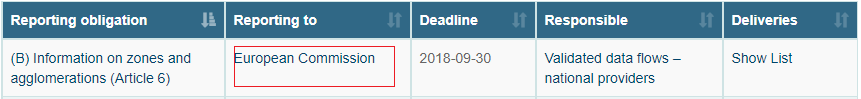 Reporting obligation Reporting to Deadline Responsible Deliveries
(B) Information on zones and European Commission 2018-09-30 Validated data flows – Show List
agglomerations (Article 6) national providers